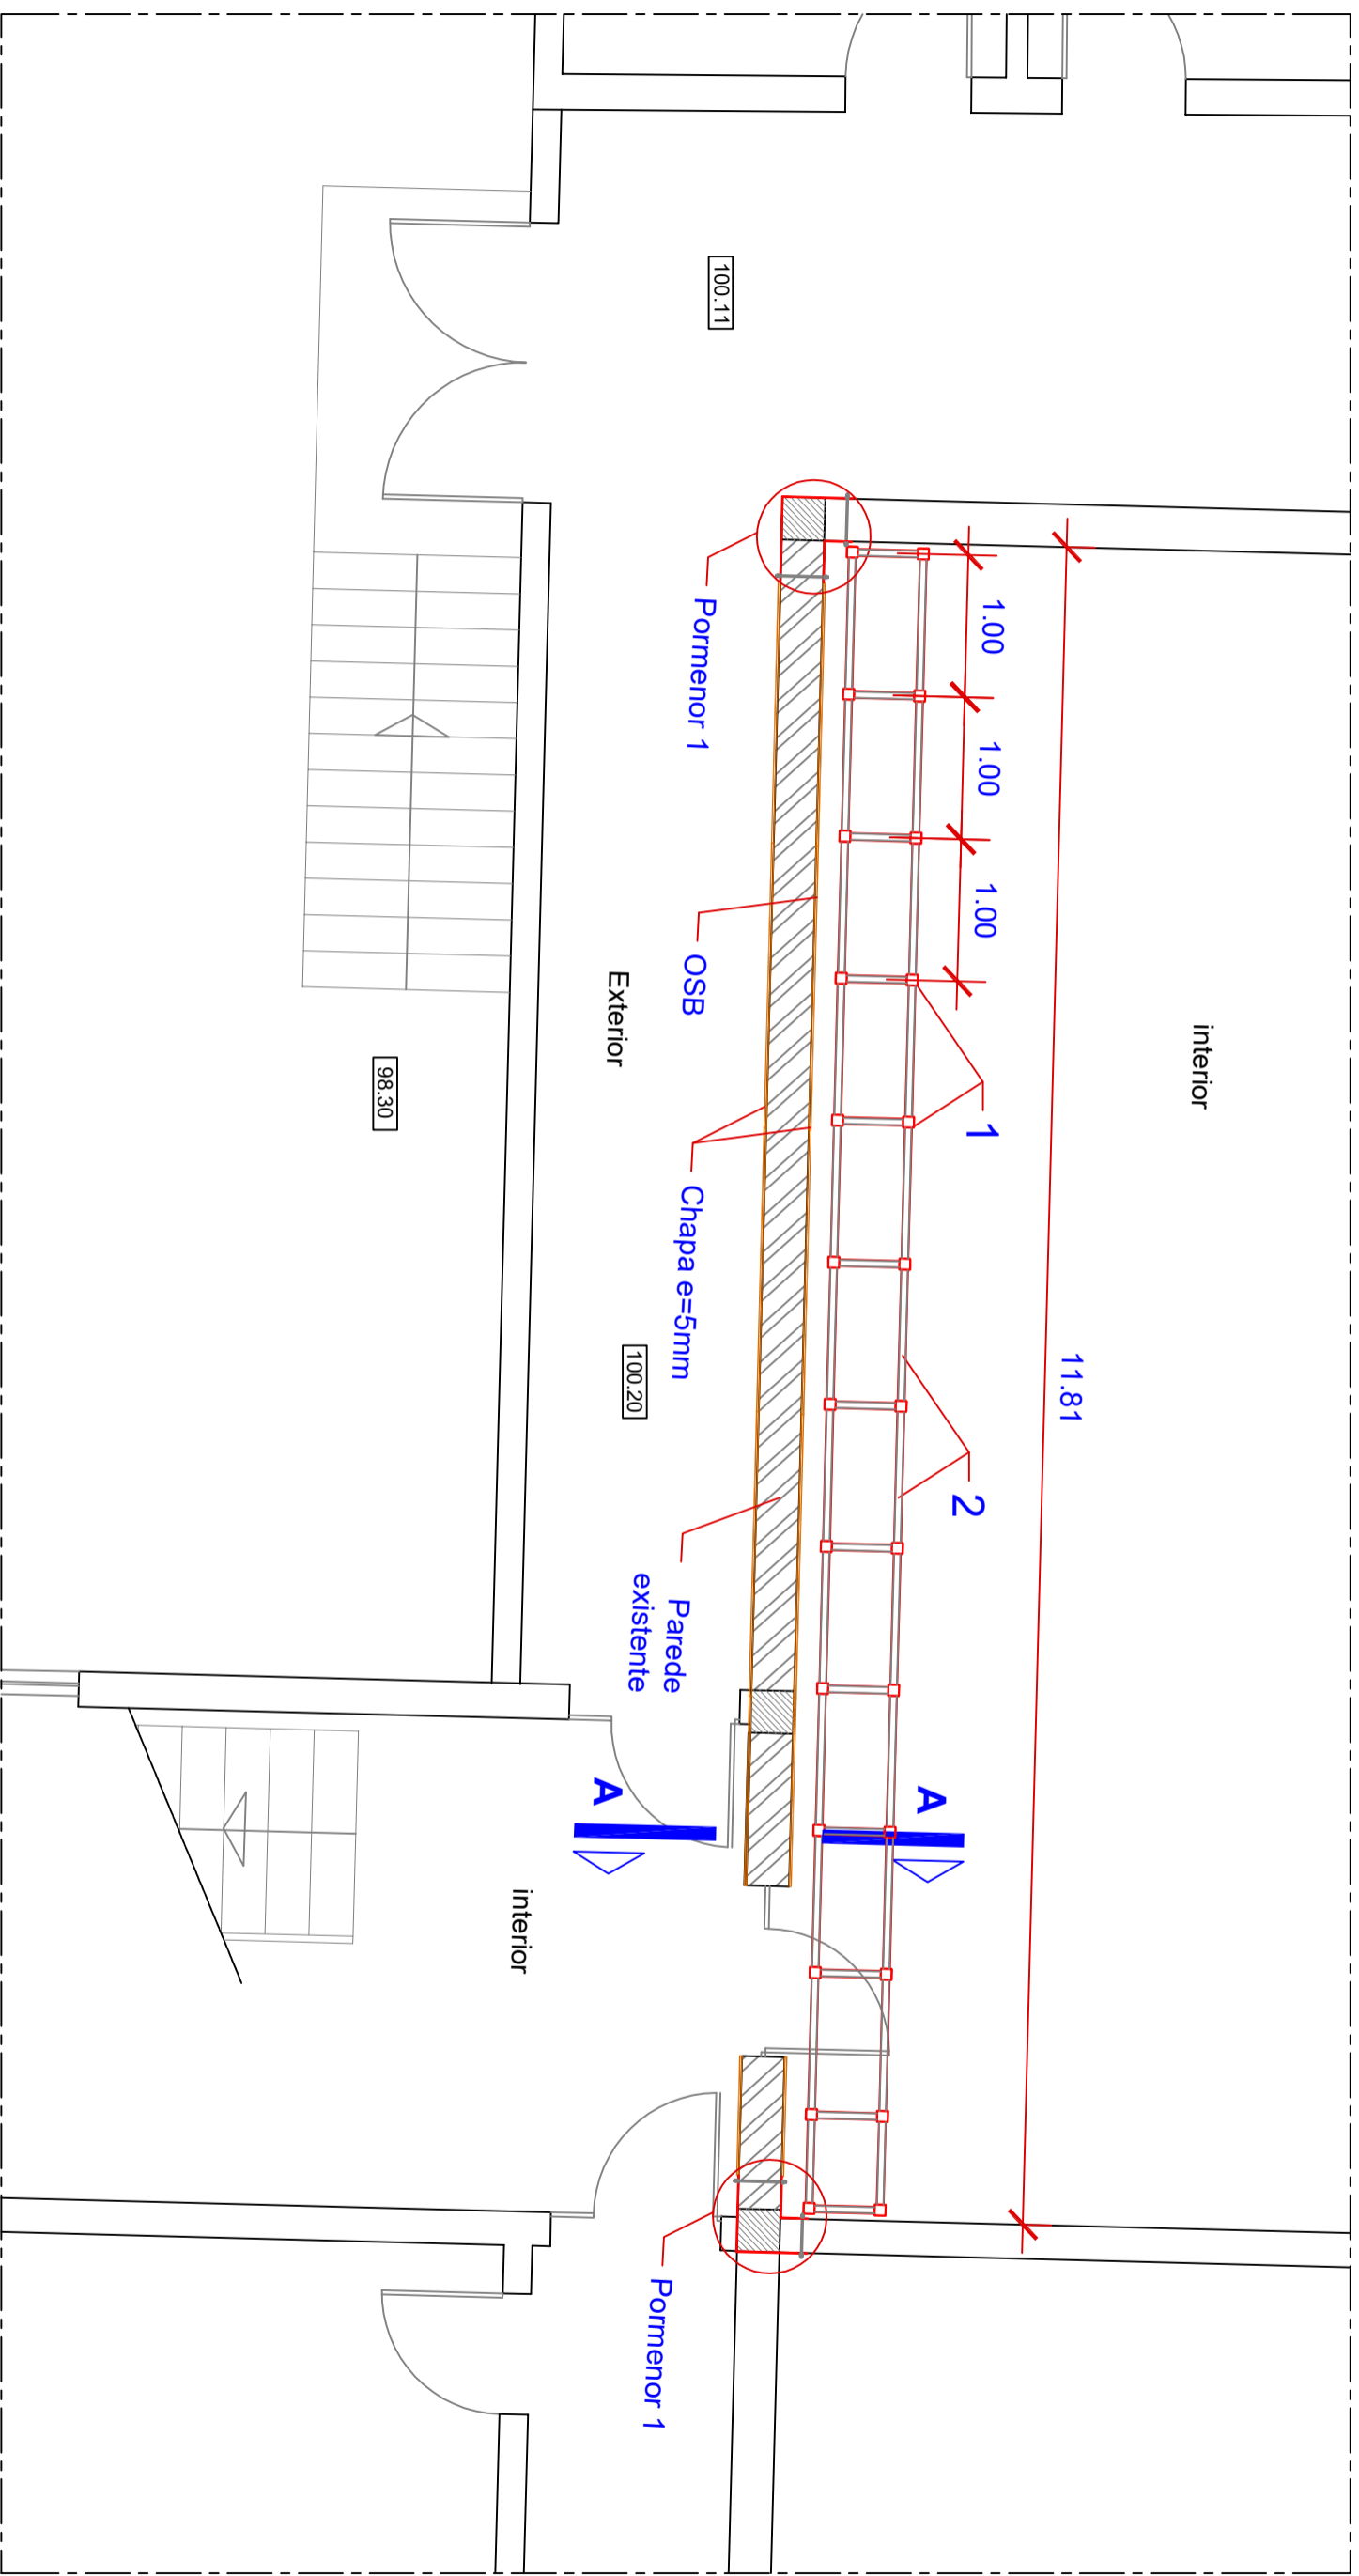 100.11
1.00
1.00
1.00
Pormenor 1
OSB
Exterior
interior
98.30
1
Chapa e=5mm
100.20
11.81
2
Parede
existente
A
A
interior
Pormenor 1